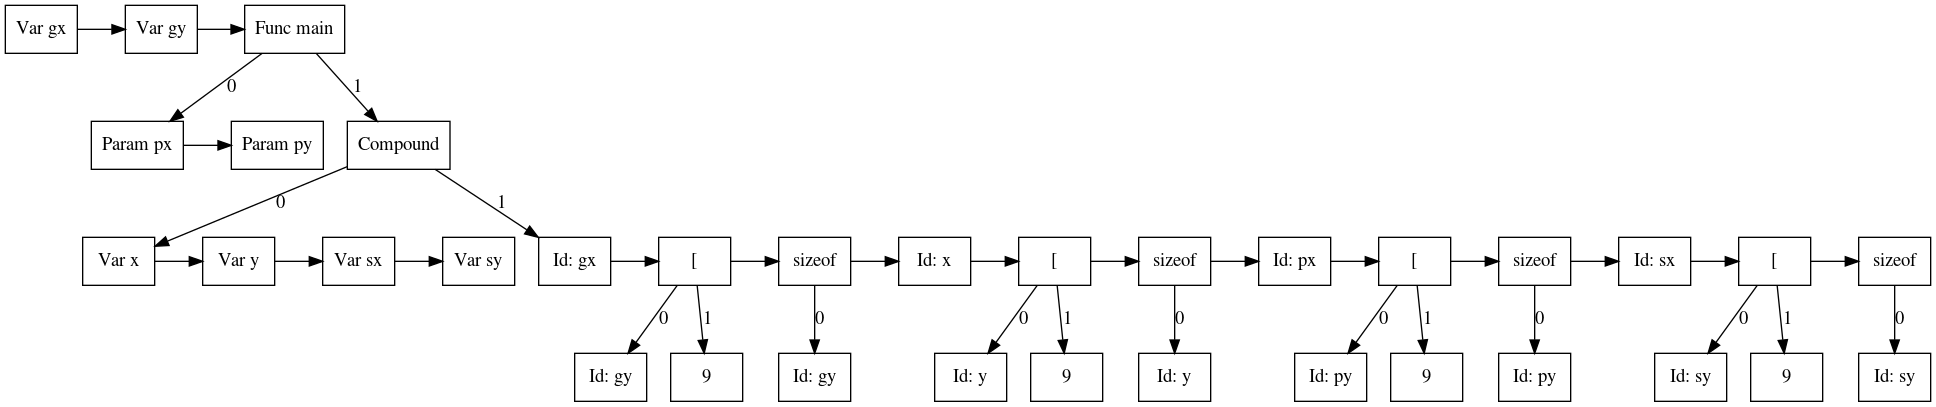 Var gx
Var gy
Func main
0
1
Param px
Param py
Compound
0
1
Var x
Var y
Var sx
Var sy
Id: gx
[
sizeof
Id: x
[
sizeof
Id: px
[
sizeof
Id: sx
[
sizeof
0
1
0
0
1
0
0
1
0
0
1
0
Id: gy
9
Id: gy
Id: y
9
Id: y
Id: py
9
Id: py
Id: sy
9
Id: sy